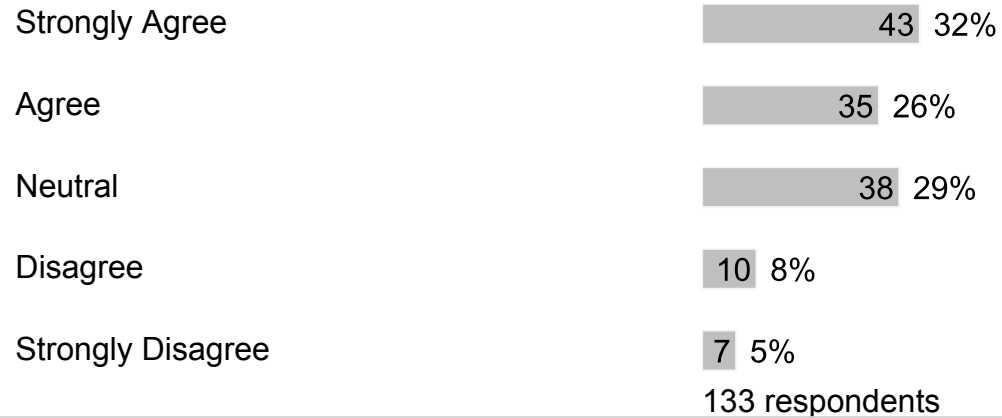 Strongly Agree 43 32%
Agree 35 26%
Neutral 38 29%
Disagree 10 8%
Strongly Disagree 7 5%
133 respondents